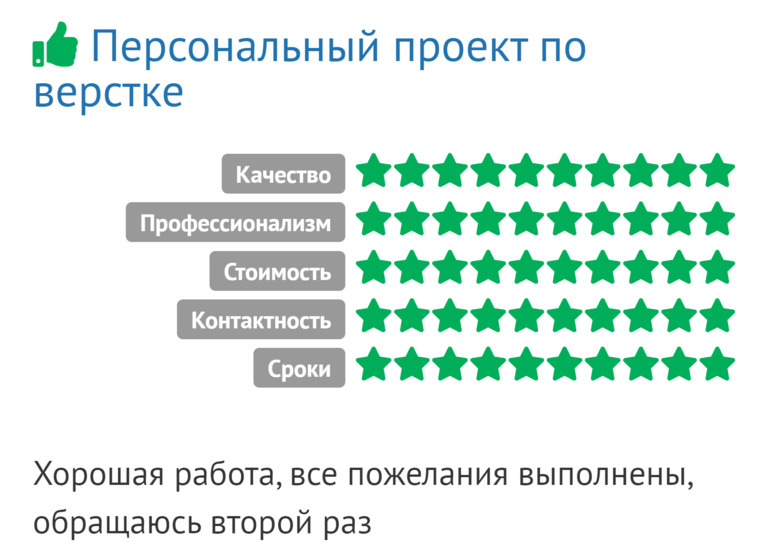 Персональный проект по
верстке
Качество
Профессионализм
Стоимость
Контактность
Сроки
Хорошая работа, все пожелания выполнены,
обращаюсь второй раз